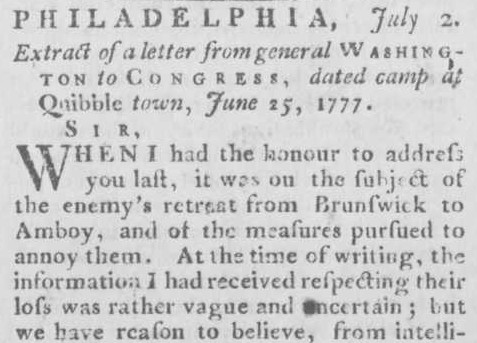 PHILADELPHIA, July 2.
Extract of a letter from general WASHING-
TON to CONGRESS, dated camp at
Quibble town, June 25, 1777.
SIR,
WHEN I had the honour to addreſs
you laſt, it was on the ſubject of
the enemy's retreat from Brunſwick to
Amboy, and of the meaſures purſued to
annoy them. At the time of writing, the
information I had received reſpecting their
loſs was rather vague and uncertain; but
we have reaſon to believe, from intelli-